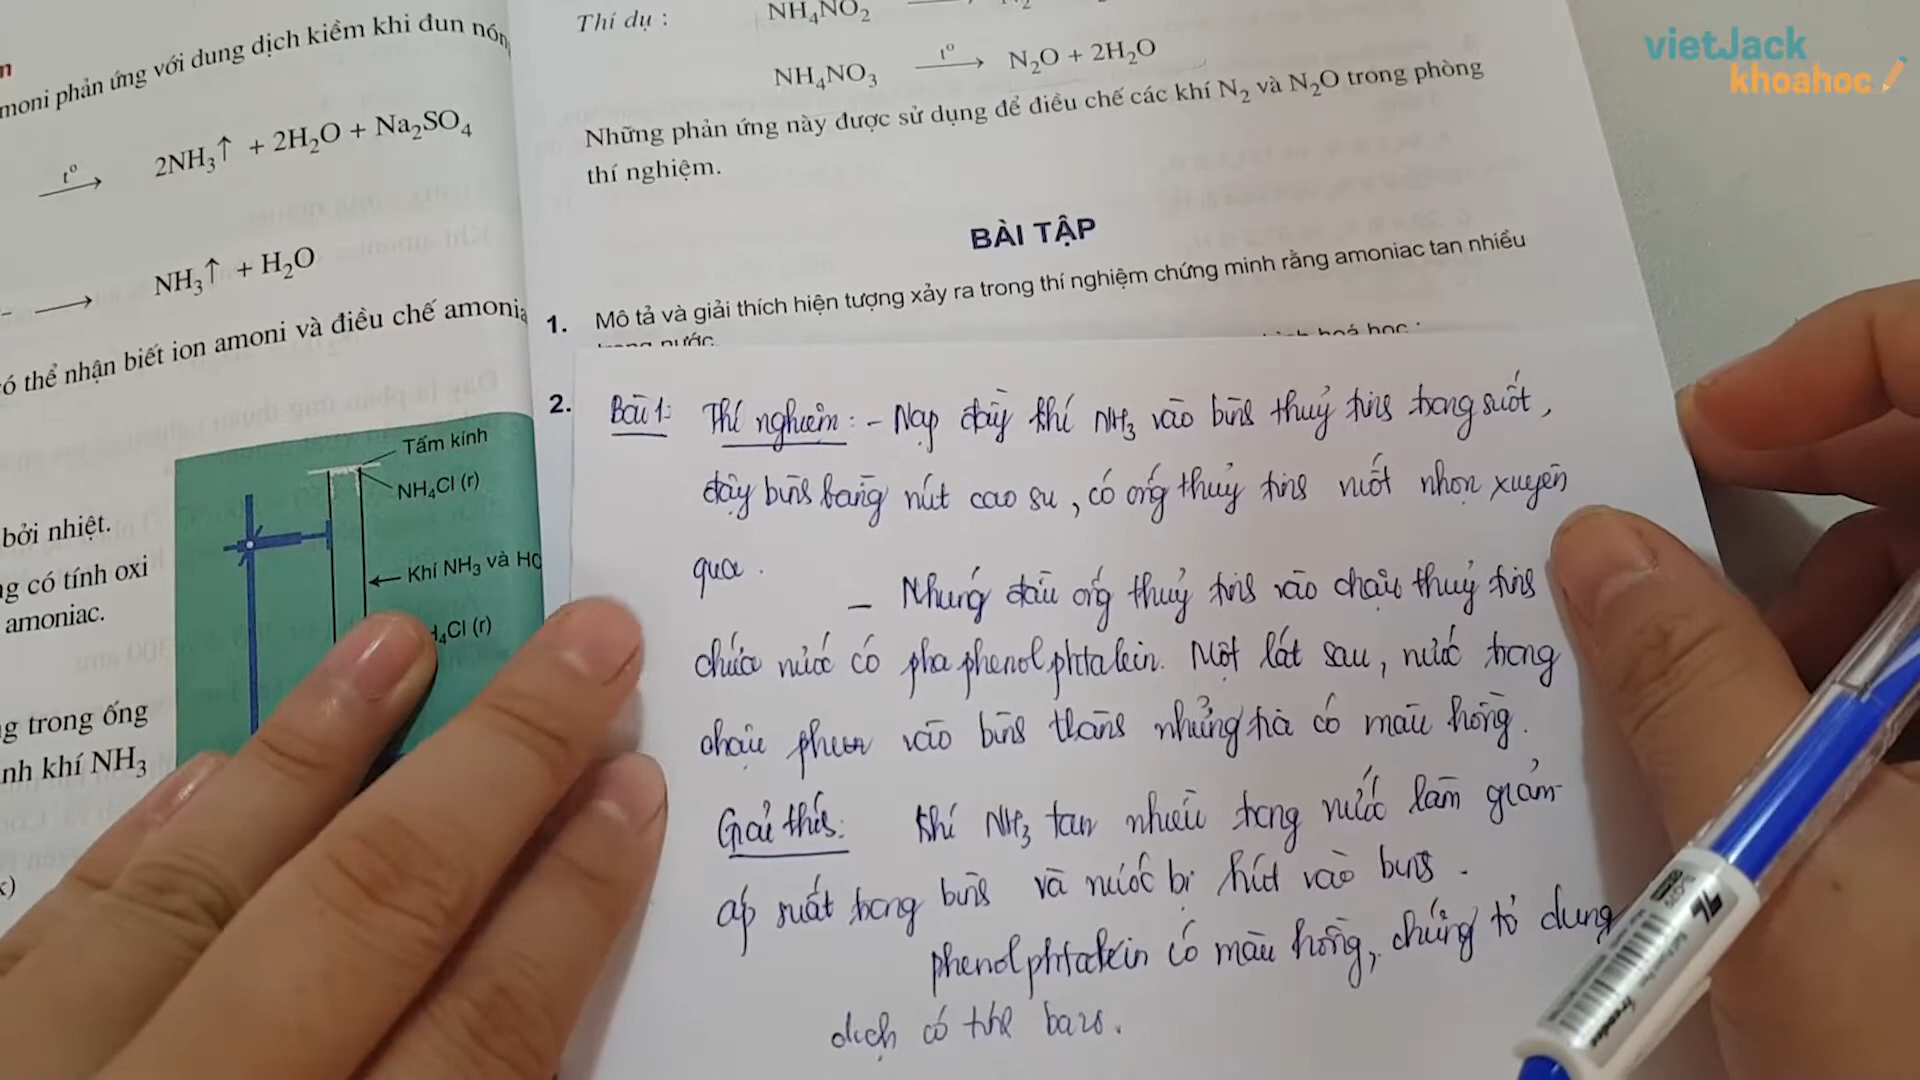 vietJack
khoahoc
n
moni phản ứng với dung dịch kiềm khi đun nón
t° → 2NH₃↑ + 2H₂O + Na₂SO₄
→ NH₃↑ + H₂O
ó thể nhận biết ion amoni và điều chế amonia
Tấm kính
NH₄Cl (r)
Khí NH₃ và HC
₄Cl (r)
bởi nhiệt.
g có tính oxi
amoniac.
g trong ống
nh khí NH₃
Thí dụ : NH₄NO₂
NH₄NO₃ t° → N₂O + 2H₂O
Những phản ứng này được sử dụng để điều chế các khí N₂ và N₂O trong phòng
thí nghiệm.
BÀI TẬP
1. Mô tả và giải thích hiện tượng xảy ra trong thí nghiệm chứng minh rằng amoniac tan nhiều
trong nước.
2.
Bài 1: Thí nghiệm: - Nạp đầy khí NH₃ vào bình thuỷ tinh trong suốt,
đậy bình bằng nút cao su, có ống thuỷ tinh vuốt nhọn xuyên
qua.
- Nhúng đầu ống thuỷ tinh vào chậu thuỷ tinh
chứa nước có pha phenolphtalein. Một lát sau, nước trong
chậu phun vào bình thành những tia có màu hồng.
Giải thích: Khí NH₃ tan nhiều trong nước làm giảm
áp suất trong bình và nước bị hút vào bình.
phenolphtalein có màu hồng, chứng tỏ dung
dịch có tính bazơ.